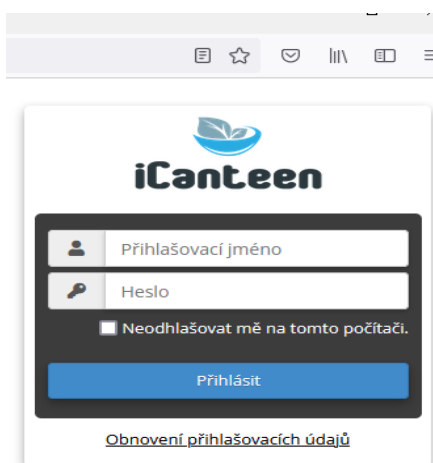 iCanteen
Přihlašovací jméno
Heslo
Neodhlašovat mě na tomto počítači.
Přihlásit
Obnovení přihlašovacích údajů